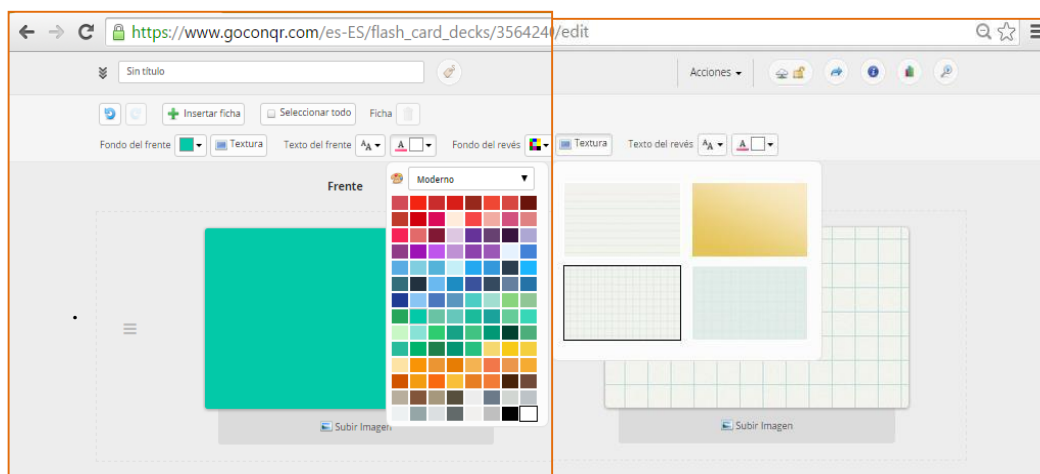 https://www.goconqr.com/es-ES/flash_card_decks/3564240/edit
Sin título
Acciones
Insertar ficha
Seleccionar todo
Ficha
Fondo del frente
Textura
Texto del frente
Fondo del revés
Textura
Texto del revés
Frente
Moderno
Subir Imagen
Subir Imagen